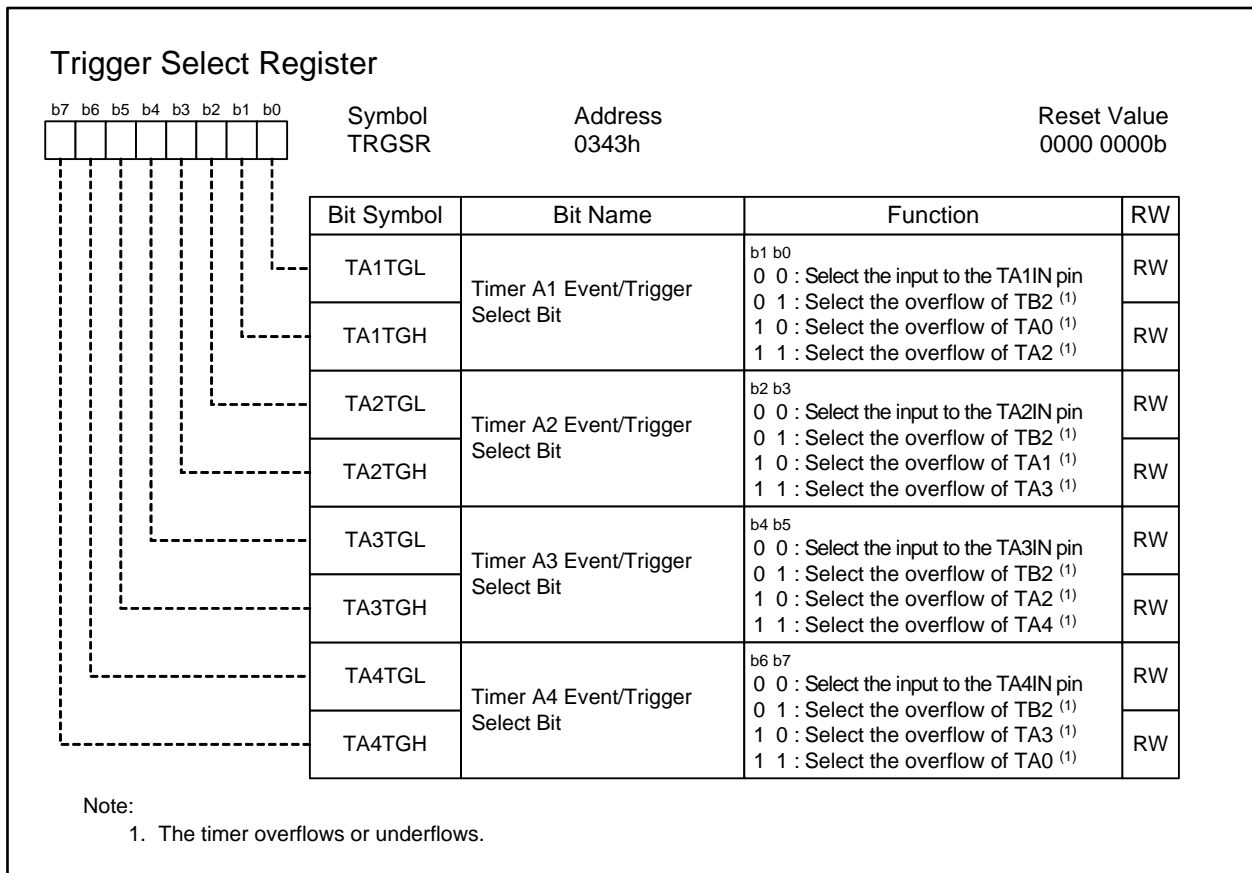 Trigger Select Register
b7 b6 b5 b4 b3 b2 b1 b0
Symbol Address Reset Value
TRGSR 0343h 0000 0000b
Bit Symbol Bit Name Function RW
TA1TGL
TA1TGH
Timer A1 Event/Trigger
Select Bit
b1 b0
0 0 : Select the input to the TA1IN pin
0 1 : Select the overflow of TB2 (1)
1 0 : Select the overflow of TA0 (1)
1 1 : Select the overflow of TA2 (1)
RW
RW
TA2TGL
TA2TGH
Timer A2 Event/Trigger
Select Bit
b2 b3
0 0 : Select the input to the TA2IN pin
0 1 : Select the overflow of TB2 (1)
1 0 : Select the overflow of TA1 (1)
1 1 : Select the overflow of TA3 (1)
RW
RW
TA3TGL
TA3TGH
Timer A3 Event/Trigger
Select Bit
b4 b5
0 0 : Select the input to the TA3IN pin
0 1 : Select the overflow of TB2 (1)
1 0 : Select the overflow of TA2 (1)
1 1 : Select the overflow of TA4 (1)
RW
RW
TA4TGL
TA4TGH
Timer A4 Event/Trigger
Select Bit
b6 b7
0 0 : Select the input to the TA4IN pin
0 1 : Select the overflow of TB2 (1)
1 0 : Select the overflow of TA3 (1)
1 1 : Select the overflow of TA0 (1)
RW
RW
Note:
1. The timer overflows or underflows.